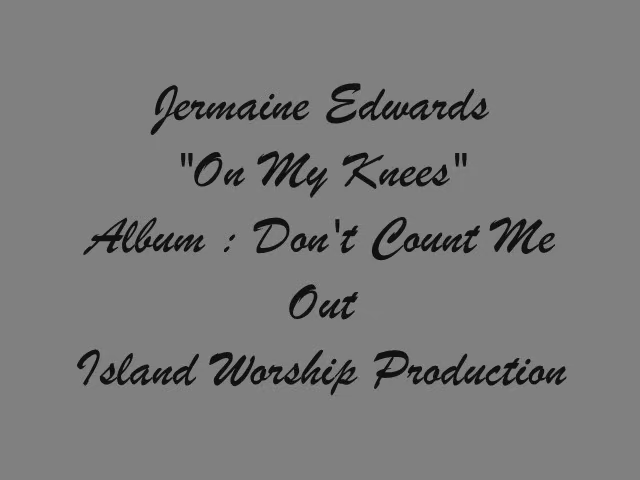 Jermaine Edwards
"On My Knees"
Album : Don't Count Me
Out
Island Worship Production